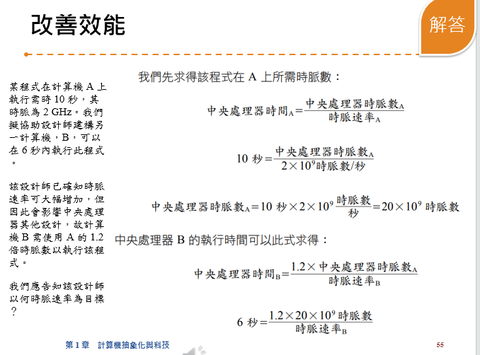 改善效能
解答
某程式在計算機 A 上
執行需時 10 秒，其
時脈為 2 GHz。我們
擬協助設計師建構另
一計算機，B，可以
在 6 秒內執行此程式
。
該設計師已確知時脈
速率可大幅增加，但
因此會影響中央處理
器其他設計，故計算
機 B 需使用 A 的 1.2
倍時脈數以執行該程
式。
我們應告知該設計師
以何時脈速率為目標
？
我們先求得該程式在 A 上所需時脈數：
中央處理器時間A＝中央處理器時脈數A
時脈速率A
10 秒＝中央處理器時脈數A
2×10⁹時脈數/秒
中央處理器時脈數A＝10 秒×2×10⁹ 時脈數
秒
＝20×10⁹ 時脈數
中央處理器 B 的執行時間可以此式求得：
中央處理器時間B＝1.2×中央處理器時脈數A
時脈速率B
6 秒＝1.2×20×10⁹ 時脈數
時脈速率B
第 1 章 計算機抽象化與科技
55